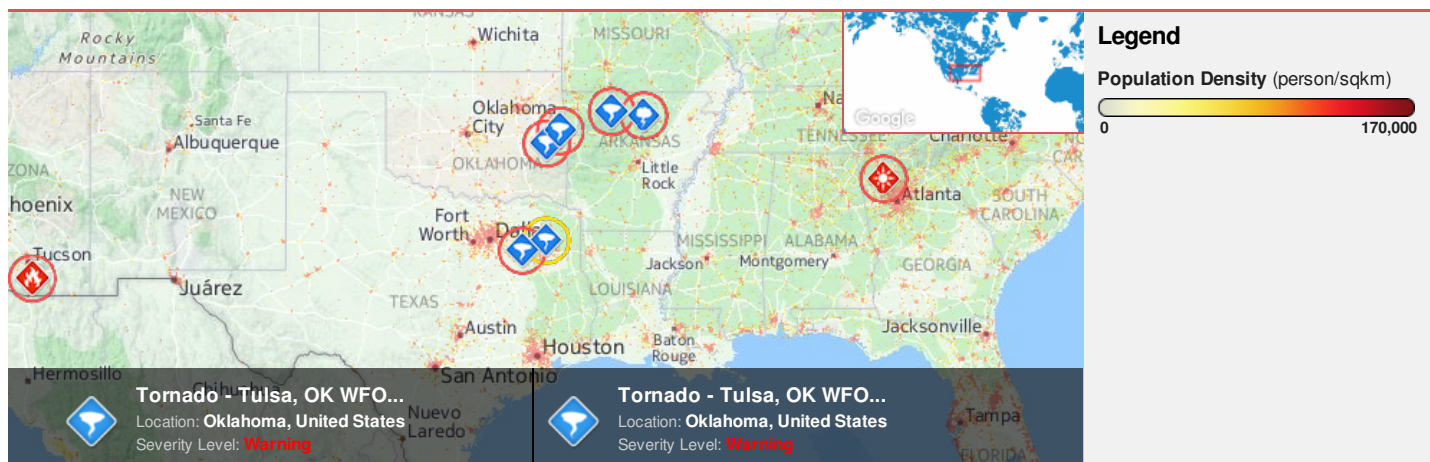 KANSAS
Rocky
Mountains
Wichita
MISSOURI
Google
Legend
Population Density (person/sqkm)
0
170,000
Santa Fe
Albuquerque
Oklahoma
City
OKLAHOMA
ARKANSAS
Little
Rock
TENNESSEE
Charlotte
NEW
MEXICO
hoenix
Tucson
Juárez
Fort
Worth
TEXAS
MISSISSIPPI
ALABAMA
Jackson
Montgomery
Atlanta
SOUTH
CAROLINA
GEORGIA
LOUISIANA
Austin
Houston
Baton
Rouge
Jacksonville
Hermosillo
Chihuahua
San Antonio
Nuevo
Laredo
Tampa
FLORIDA
Tornado - Tulsa, OK WFO...
Location: Oklahoma, United States
Severity Level: Warning
Tornado - Tulsa, OK WFO...
Location: Oklahoma, United States
Severity Level: Warning